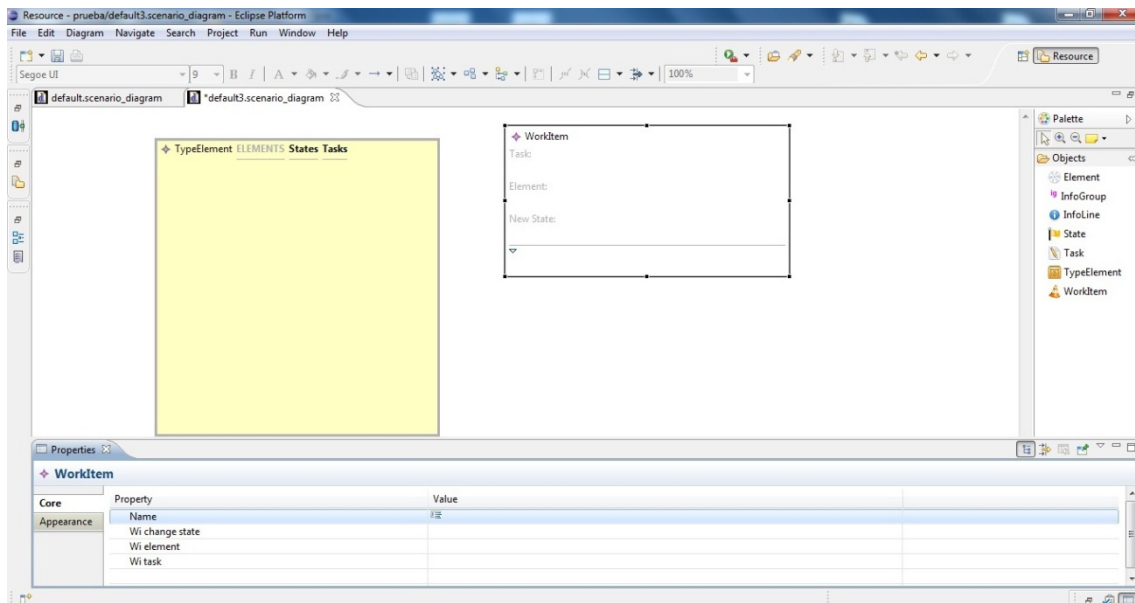 Resource - prueba/default3.scenario_diagram - Eclipse Platform
File Edit Diagram Navigate Search Project Run Window Help
Resource
Segoe UI 9 B I A 100%
default.scenario_diagram *default3.scenario_diagram
Palette
TypeElement ELEMENTS States Tasks
WorkItem
Task:
Element:
New State:
Objects
Element
ig InfoGroup
InfoLine
State
Task
TypeElement
WorkItem
Properties
WorkItem
Core
Appearance
Property Value
Name
Wi change state
Wi element
Wi task